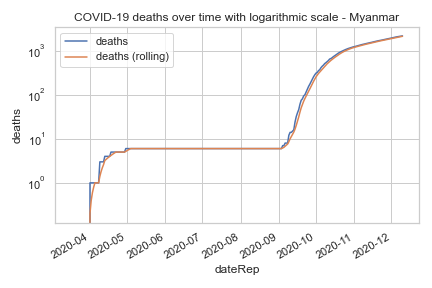 COVID-19 deaths over time with logarithmic scale - Myanmar
deaths
deaths (rolling)
10³
10²
10¹
10⁰
deaths
2020-04
2020-05
2020-06
2020-07
2020-08
2020-09
2020-10
2020-11
2020-12
dateRep